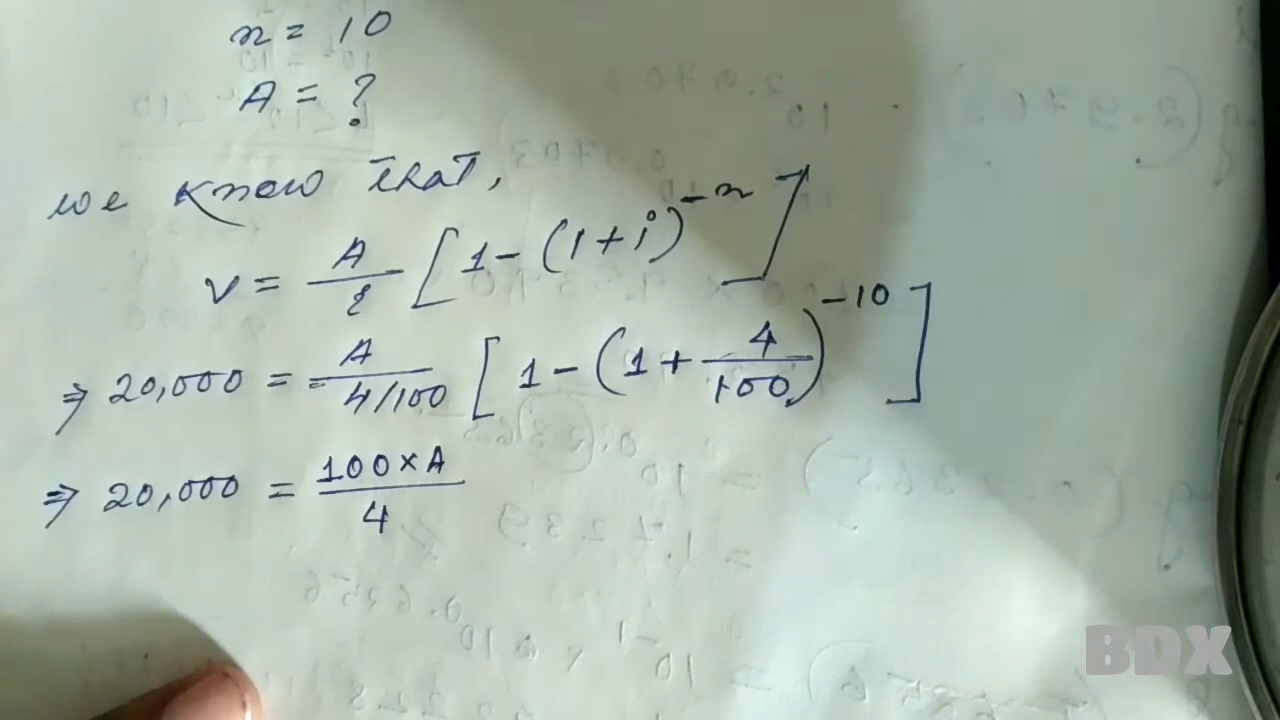 n = 10
A = ?
we know that,
V = A/i [1 - (1 + i)^-n]
⇒ 20,000 = A/4/100 [1 - (1 + 4/100)^-10]
⇒ 20,000 = 100 × A/4
BDX